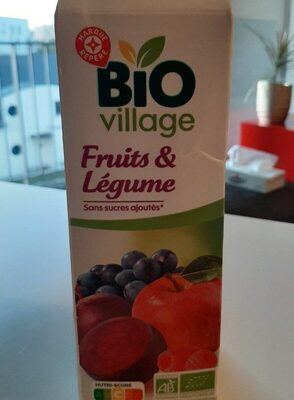 MARQUE
REPÈRE
BiO
village
Fruits &
Légume
Sans sucres ajoutés*
NUTRI-SCORE
C
AB